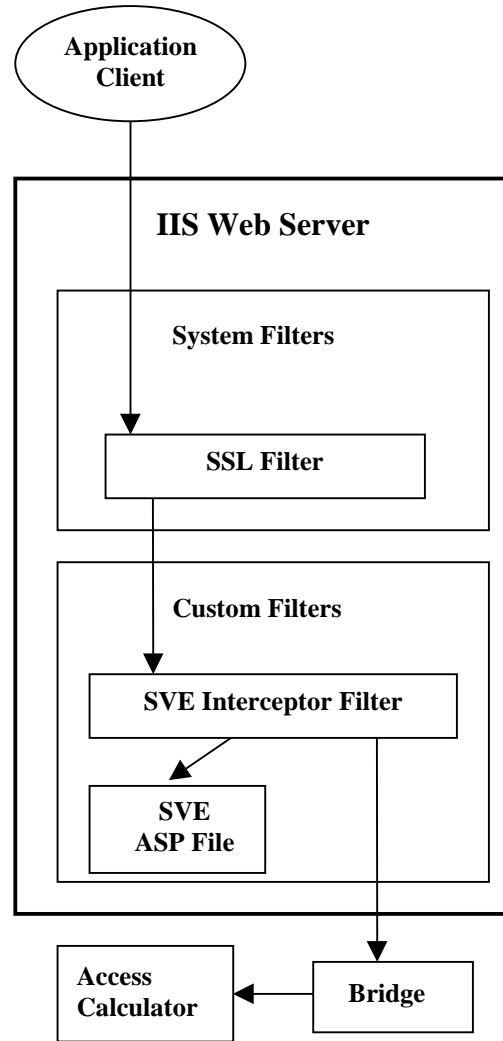 Application
Client
IIS Web Server
System Filters
SSL Filter
Custom Filters
SVE Interceptor Filter
SVE
ASP File
Access
Calculator
Bridge